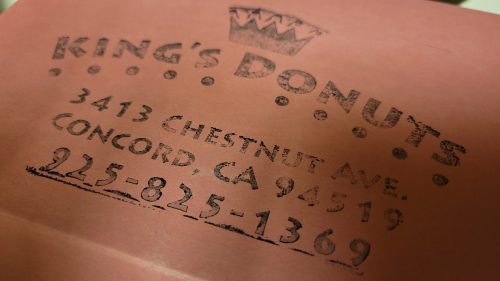 KING'S DONUTS
3413 CHESTNUT AVE.
CONCORD, CA 94519
925-825-1369